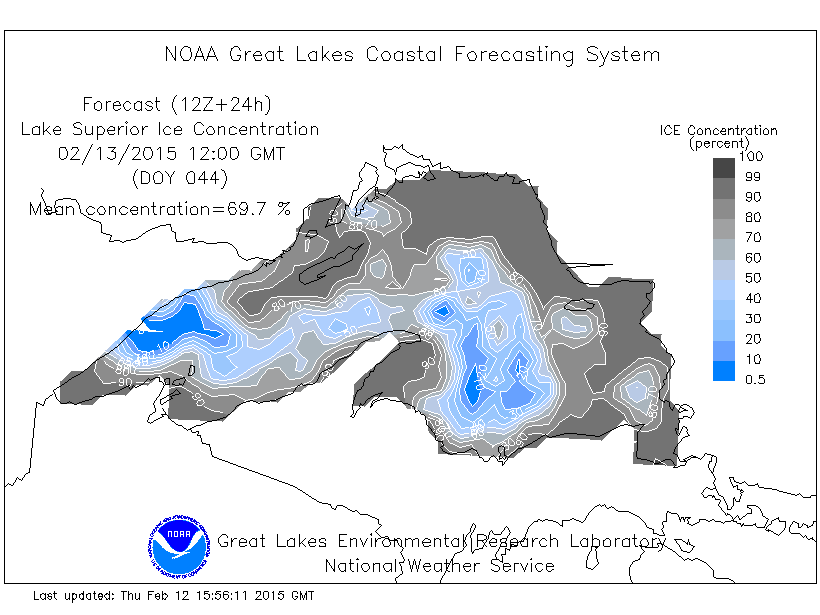 NOAA Great Lakes Coastal Forecasting System
Forecast (12Z+24h)
Lake Superior Ice Concentration
02/13/2015 12:00 GMT
(DOY 044)
Mean concentration=69.7 %
ICE Concentration
(percent)
100
99
90
80
70
60
50
40
30
20
10
0.5
NOAA
Great Lakes Environmental Research Laboratory
National Weather Service
Last updated: Thu Feb 12 15:56:11 2015 GMT